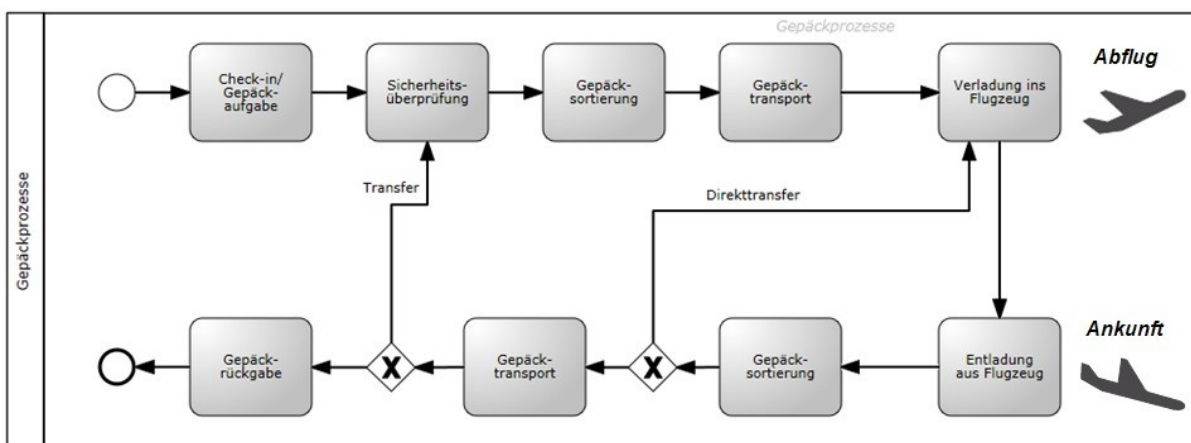 Gepäckprozesse
Gepäckprozesse
Check-in/
Gepäck-
aufgabe
Sicherheits-
überprüfung
Gepäck-
sortierung
Gepäck-
transport
Verladung ins
Flugzeug
Abflug
Transfer
Direkttransfer
Gepäck-
rückgabe
X
Gepäck-
transport
X
Gepäck-
sortierung
Entladung
aus Flugzeug
Ankunft